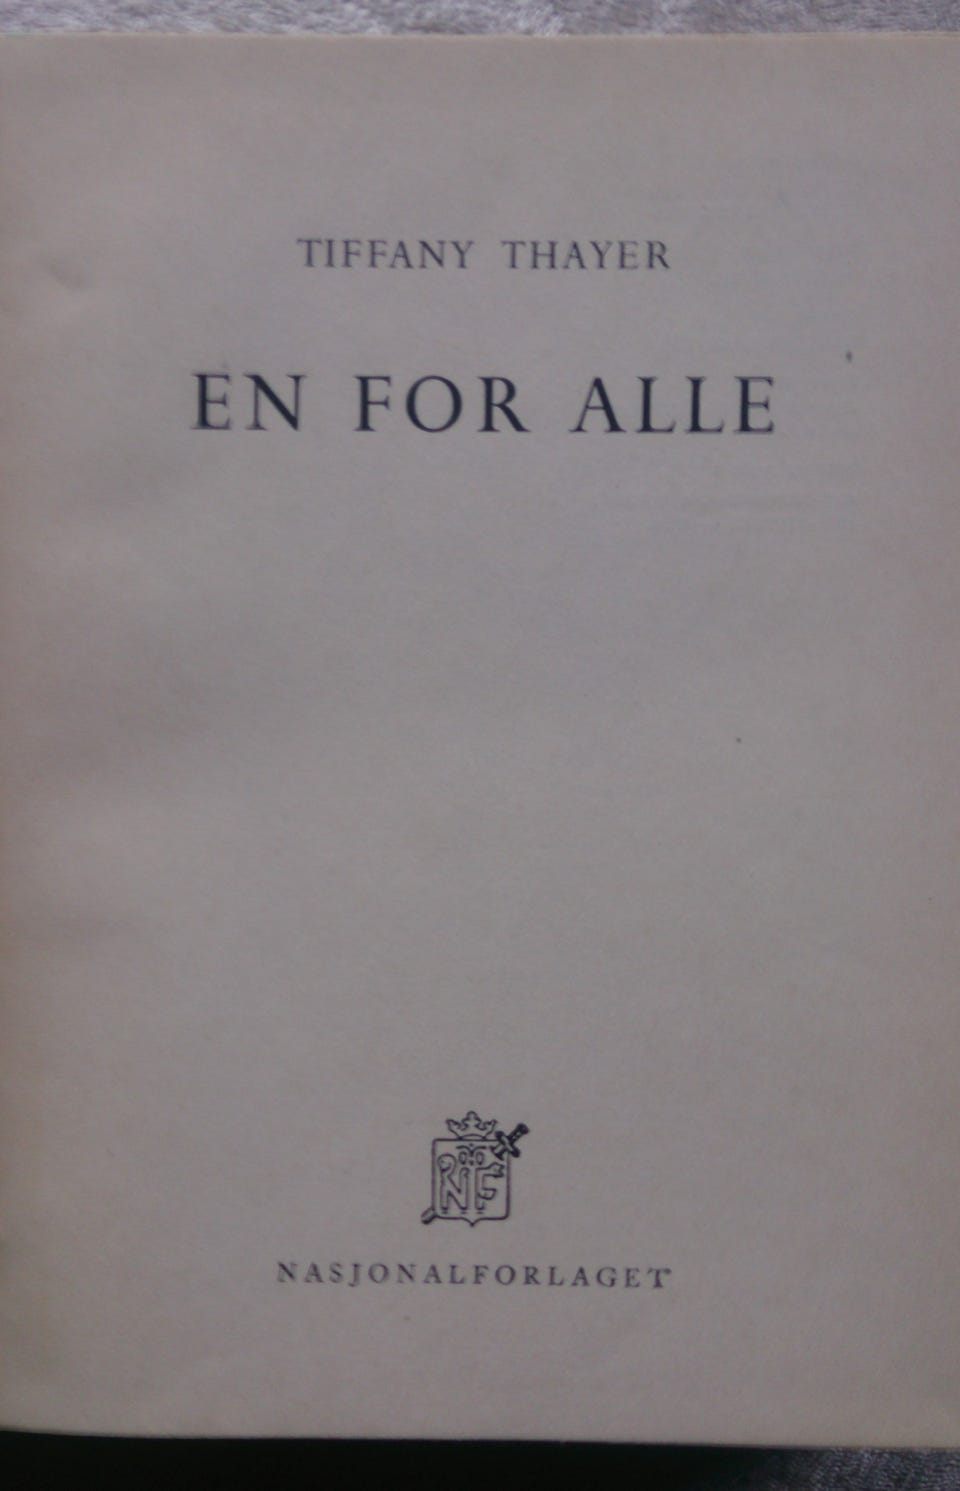 TIFFANY THAYER
EN FOR ALLE
NF
NASJONALFORLAGET